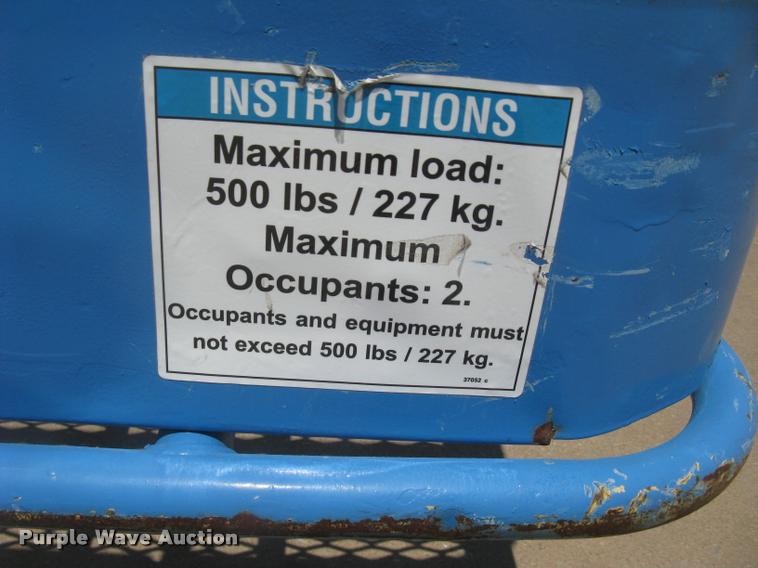 INSTRUCTIONS
Maximum load:
500 lbs / 227 kg.
Maximum
Occupants: 2.
Occupants and equipment must
not exceed 500 lbs / 227 kg.
37052 c
Purple Wave Auction